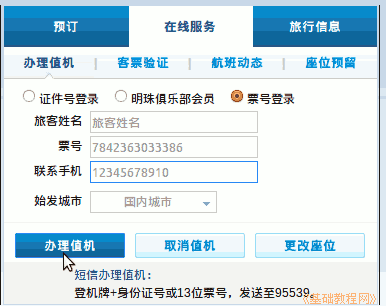 预订 在线服务 旅行信息
办理值机 | 客票验证 | 航班动态 | 座位预留
证件号登录 明珠俱乐部会员 票号登录
旅客姓名 旅客姓名
票号 7842363033386
联系手机 12345678910
始发城市 国内城市
办理值机 取消值机 更改座位
短信办理值机：
登机牌+身份证号或13位票号，发送至95539。
《基础教程网》